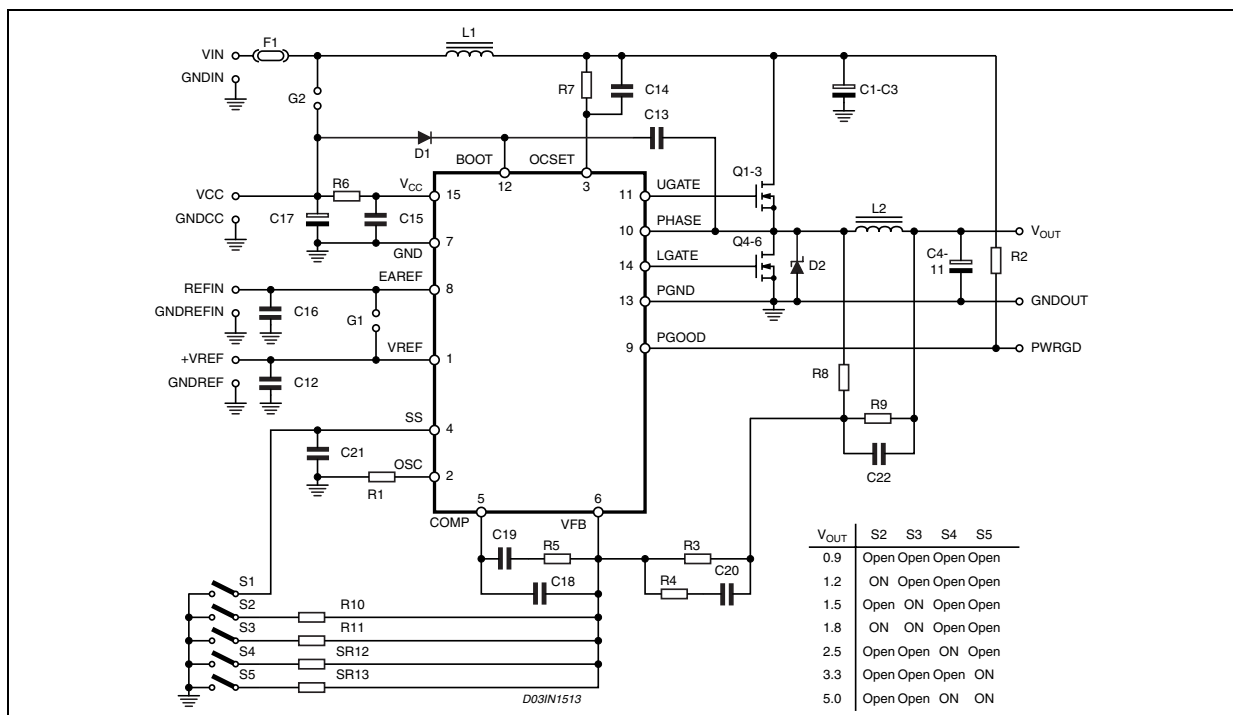 F1
L1
VIN
GNDIN
G2
R7
C14
C1-C3
C13
D1
BOOT
OCSET
12
3
Q1-3
UGATE
11
VCC
R6
VCC
15
C17
C15
GNDCC
GND
7
PHASE
10
L2
VOUT
Q4-6
LGATE
14
D2
C4-
11
R2
REFIN
EAREF
8
GNDREFIN
C16
G1
PGND
13
GNDOUT
+VREF
VREF
1
PGOOD
9
PWRGD
GNDREF
C12
R8
R9
SS
4
C21
OSC
2
R1
C22
5
6
COMP
VFB
C19
R5
R3
C20
C18
R4
S1
S2
R10
S3
R11
S4
SR12
S5
SR13
D03IN1513
VOUT S2 S3 S4 S5
0.9 Open Open Open Open
1.2 ON Open Open Open
1.5 Open ON Open Open
1.8 ON ON Open Open
2.5 Open Open ON Open
3.3 Open Open Open ON
5.0 Open Open ON ON